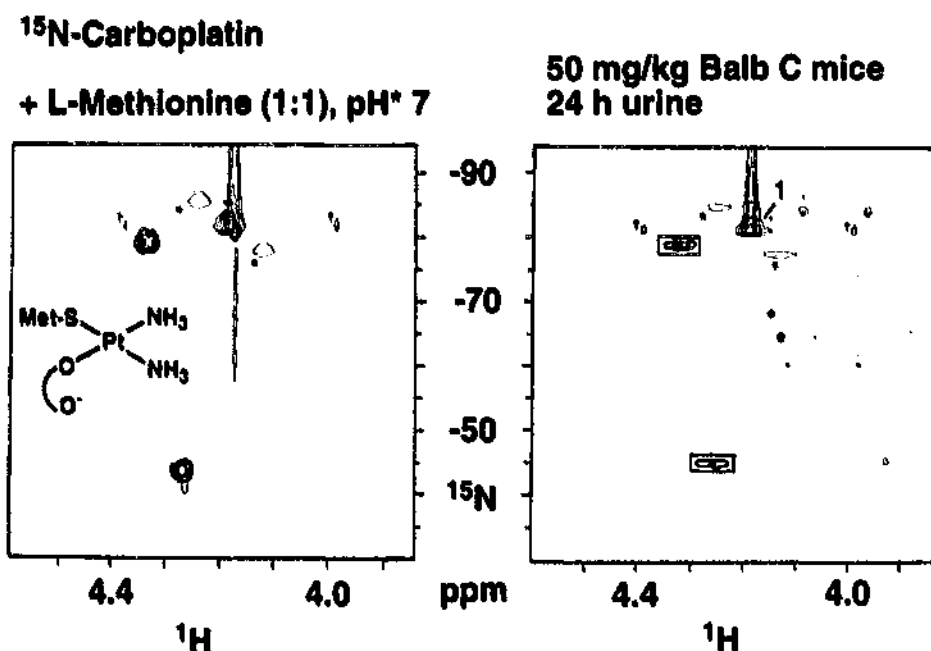 ¹⁵N-Carboplatin
+ L-Methionine (1:1), pH* 7
50 mg/kg Balb C mice
24 h urine
-90
-70
-50
¹⁵N
Met-S
NH₃
Pt
O
NH₃
O⁻
1
4.4
4.0
ppm
4.4
4.0
¹H
¹H